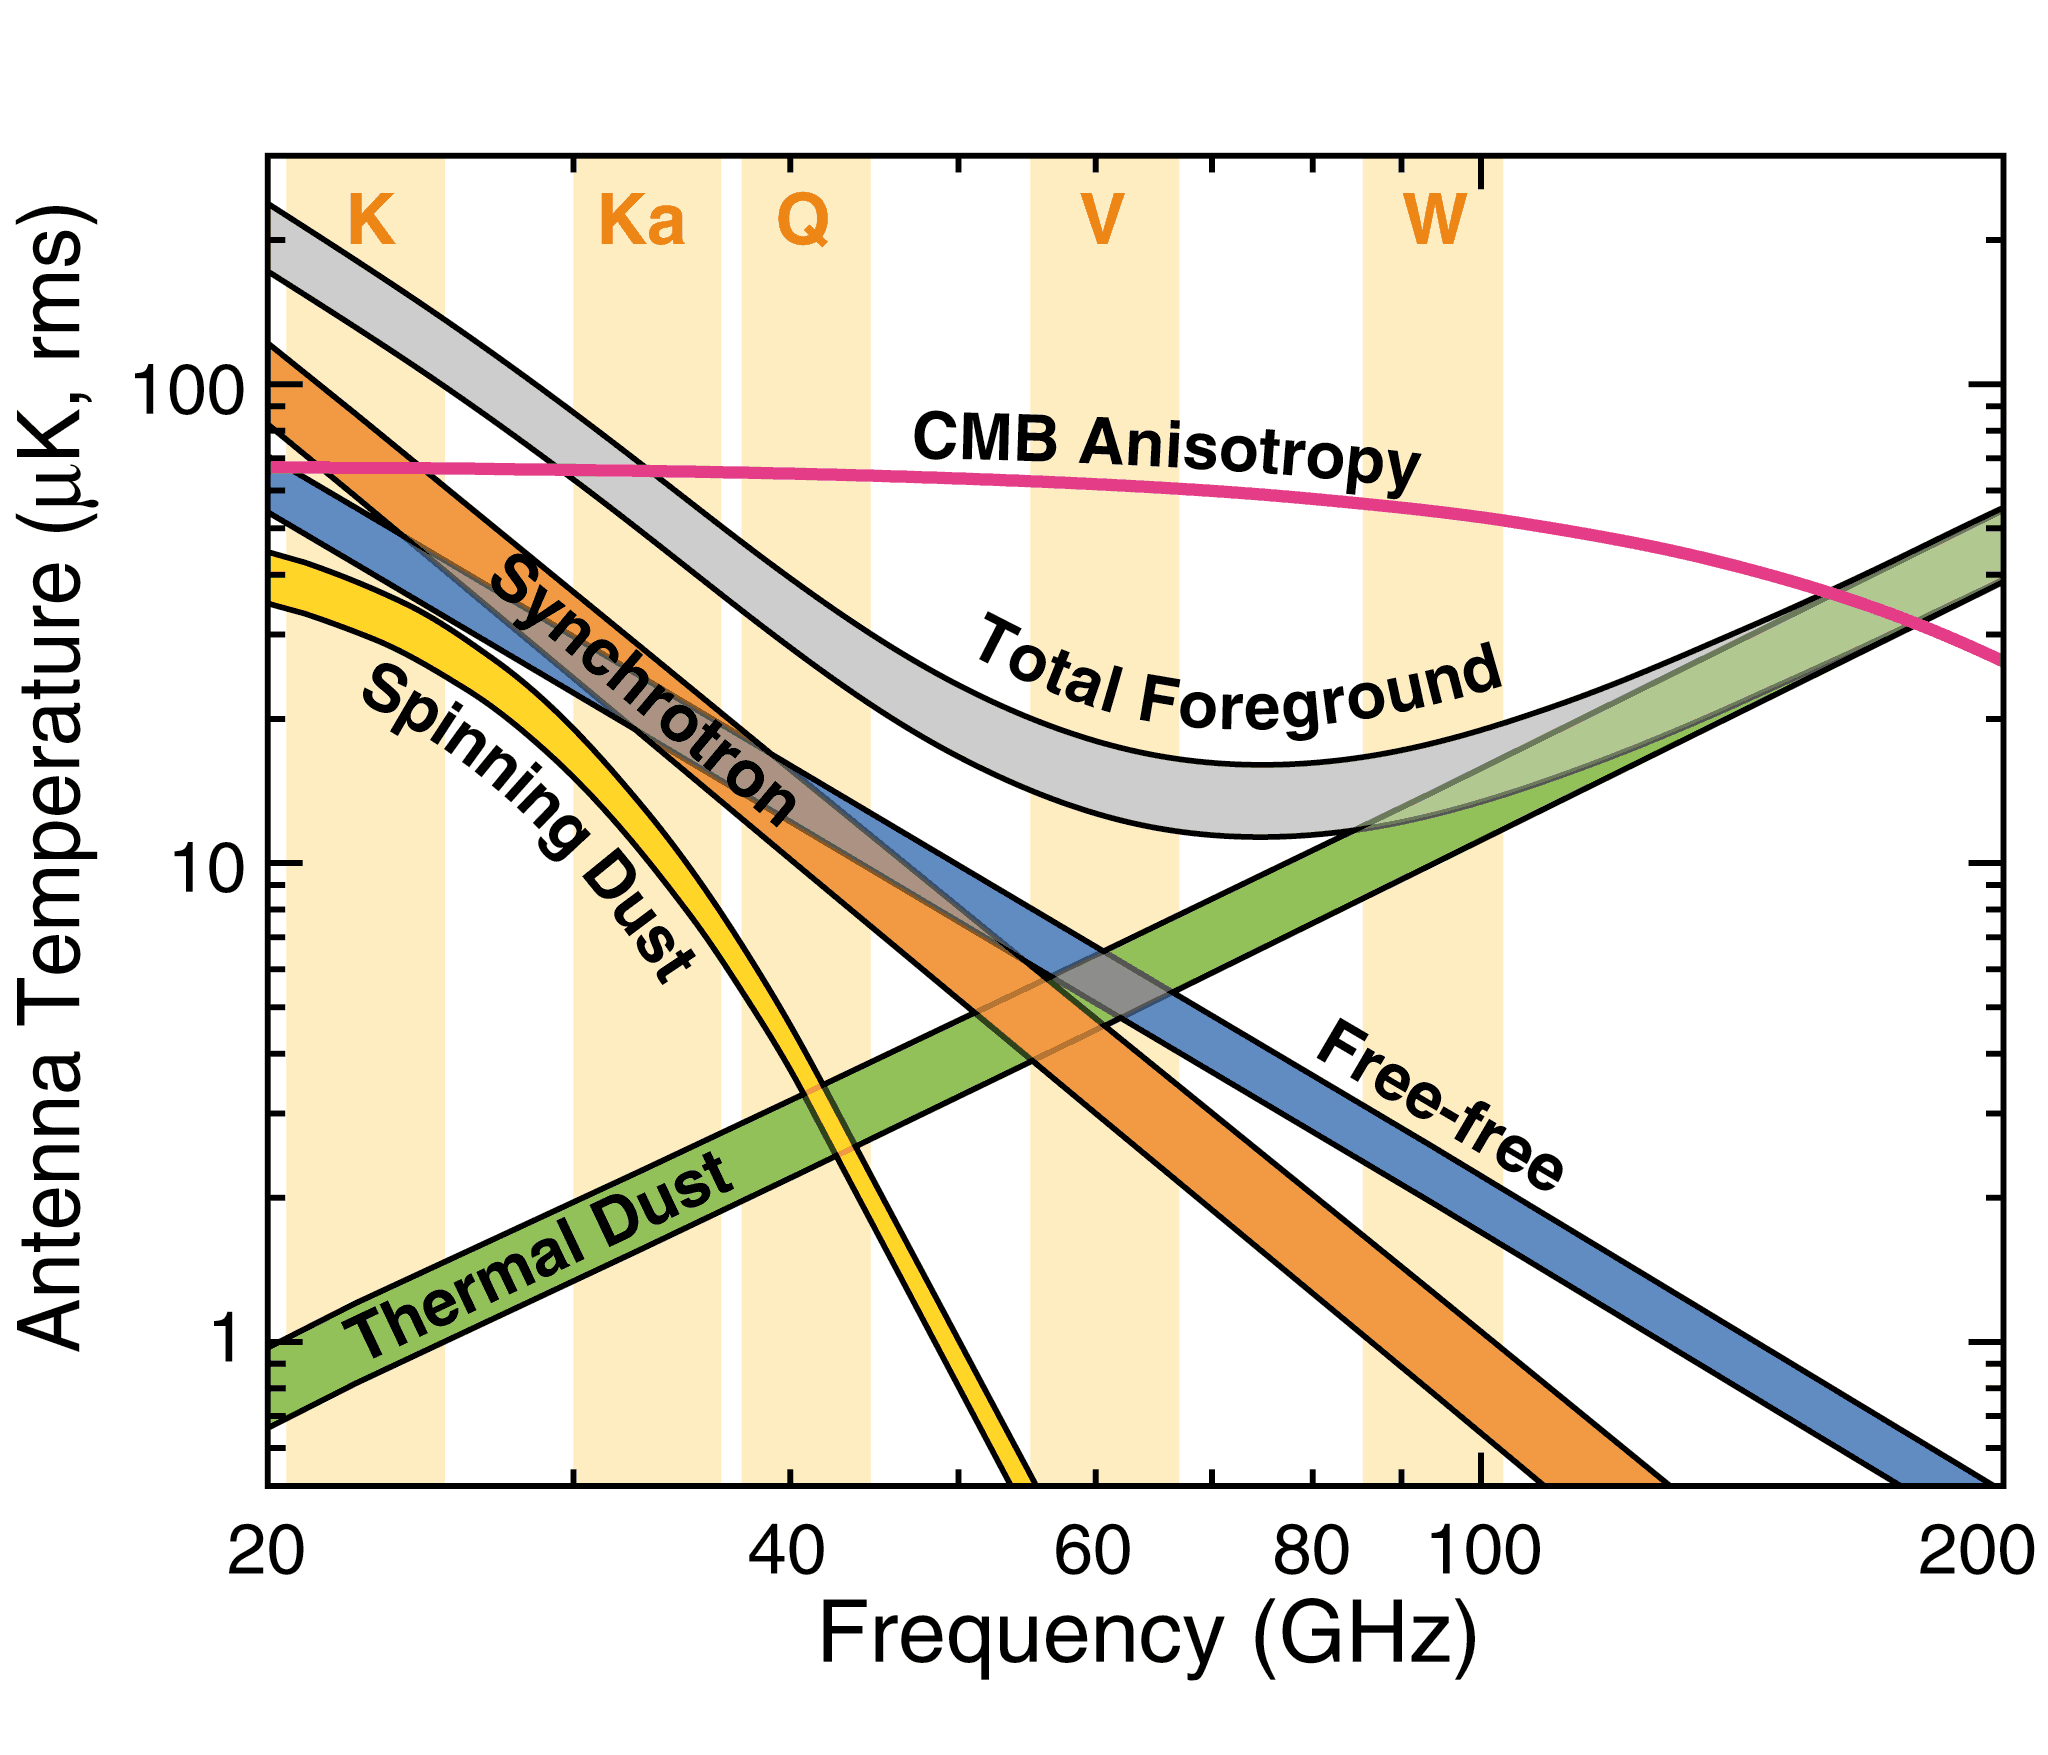 K Ka Q V W
CMB Anisotropy
Total Foreground
Synchrotron
Spinning Dust
Free-free
Thermal Dust
Antenna Temperature (μK, rms)
100
10
1
20 40 60 80 100 200
Frequency (GHz)